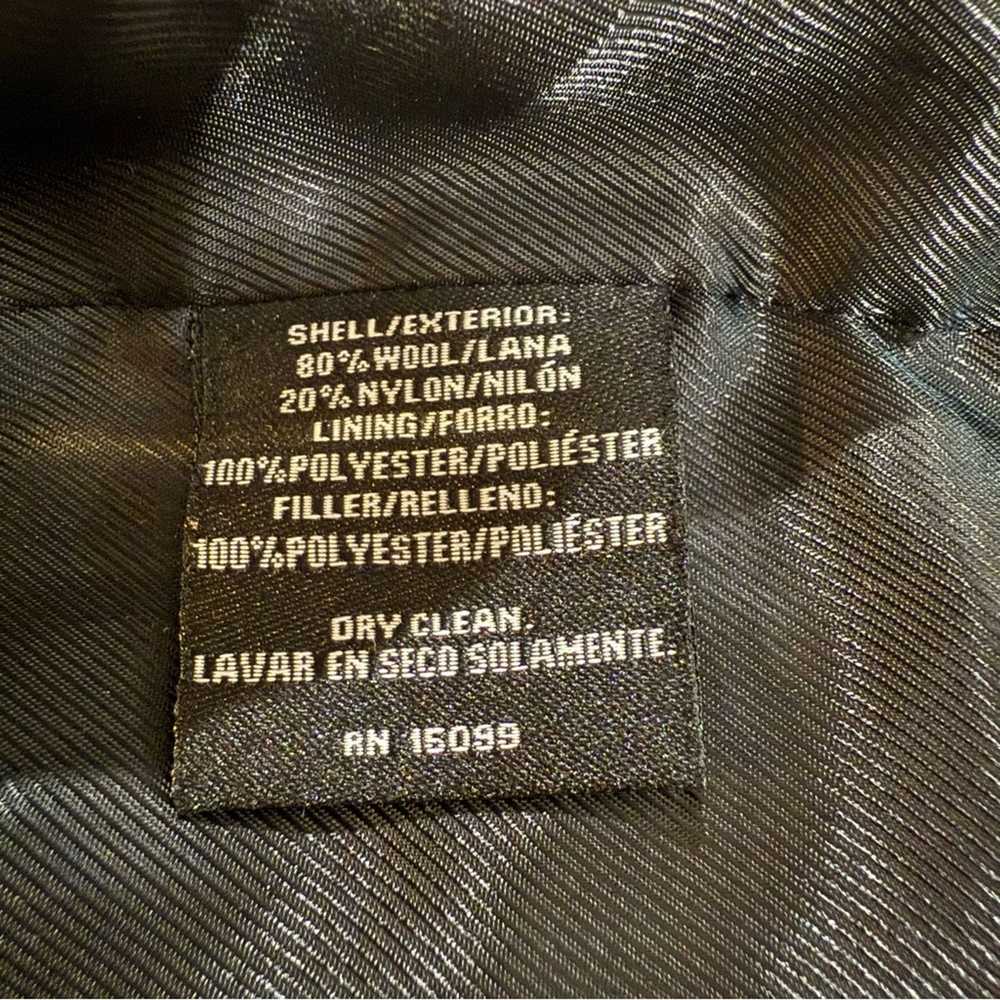 SHELL/EXTERIOR:
80% WOOL/LANA
20% NYLON/NILÓN
LINING/FORRO:
100% POLYESTER/POLIÉSTER
FILLER/RELLENO:
100% POLYESTER/POLIÉSTER
DRY CLEAN.
LAVAR EN SECO SOLAMENTE.
RN 16099